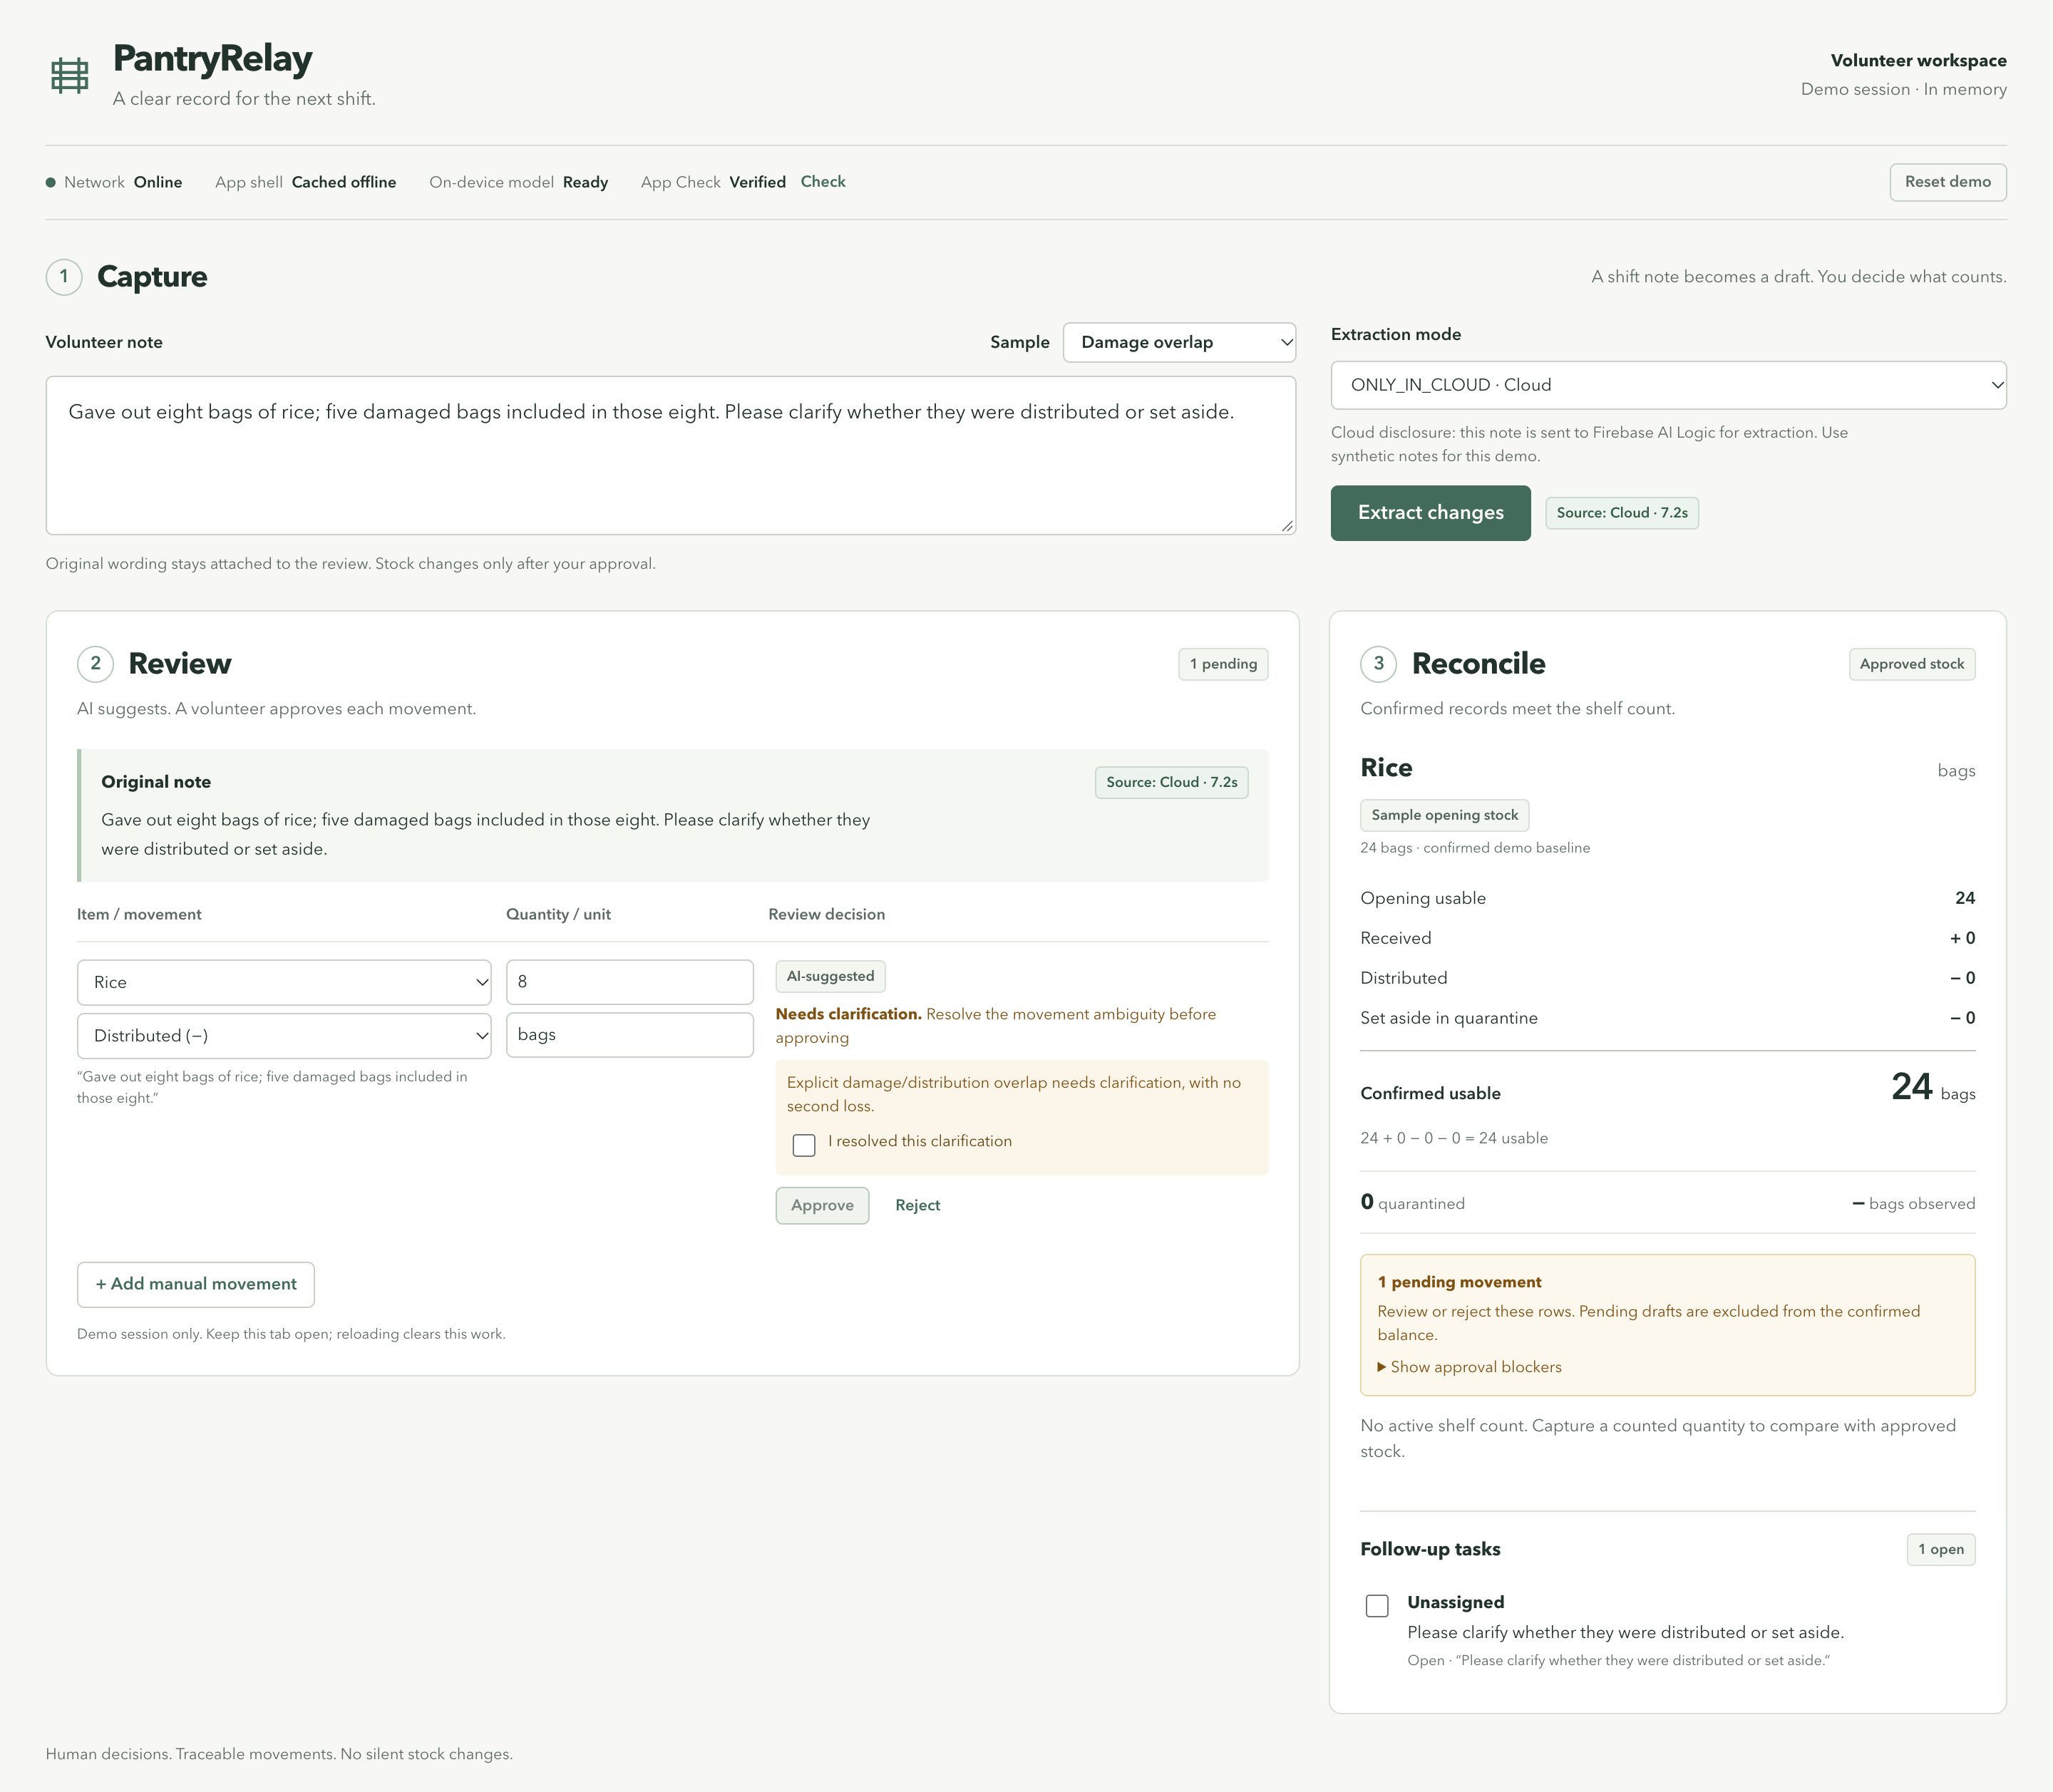 PantryRelay
A clear record for the next shift.
Volunteer workspace
Demo session · In memory
Network Online App shell Cached offline On-device model Ready App Check Verified Check
Reset demo
1 Capture
A shift note becomes a draft. You decide what counts.
Volunteer note
Sample Damage overlap
Gave out eight bags of rice; five damaged bags included in those eight. Please clarify whether they were distributed or set aside.
Original wording stays attached to the review. Stock changes only after your approval.
Extraction mode
ONLY_IN_CLOUD · Cloud
Cloud disclosure: this note is sent to Firebase AI Logic for extraction. Use
synthetic notes for this demo.
Extract changes
Source: Cloud · 7.2s
2 Review
1 pending
AI suggests. A volunteer approves each movement.
Original note
Source: Cloud · 7.2s
Gave out eight bags of rice; five damaged bags included in those eight. Please clarify whether they
were distributed or set aside.
Item / movement Quantity / unit Review decision
Rice
8
Distributed (−)
bags
“Gave out eight bags of rice; five damaged bags included in
those eight.”
AI-suggested
Needs clarification. Resolve the movement ambiguity before
approving
Explicit damage/distribution overlap needs clarification, with no
second loss.
I resolved this clarification
Approve Reject
+ Add manual movement
Demo session only. Keep this tab open; reloading clears this work.
3 Reconcile
Approved stock
Confirmed records meet the shelf count.
Rice bags
Sample opening stock
24 bags · confirmed demo baseline
Opening usable 24
Received + 0
Distributed − 0
Set aside in quarantine − 0
Confirmed usable 24 bags
24 + 0 − 0 − 0 = 24 usable
0 quarantined – bags observed
1 pending movement
Review or reject these rows. Pending drafts are excluded from the confirmed
balance.
Show approval blockers
No active shelf count. Capture a counted quantity to compare with approved
stock.
Follow-up tasks 1 open
Unassigned
Please clarify whether they were distributed or set aside.
Open · “Please clarify whether they were distributed or set aside.”
Human decisions. Traceable movements. No silent stock changes.